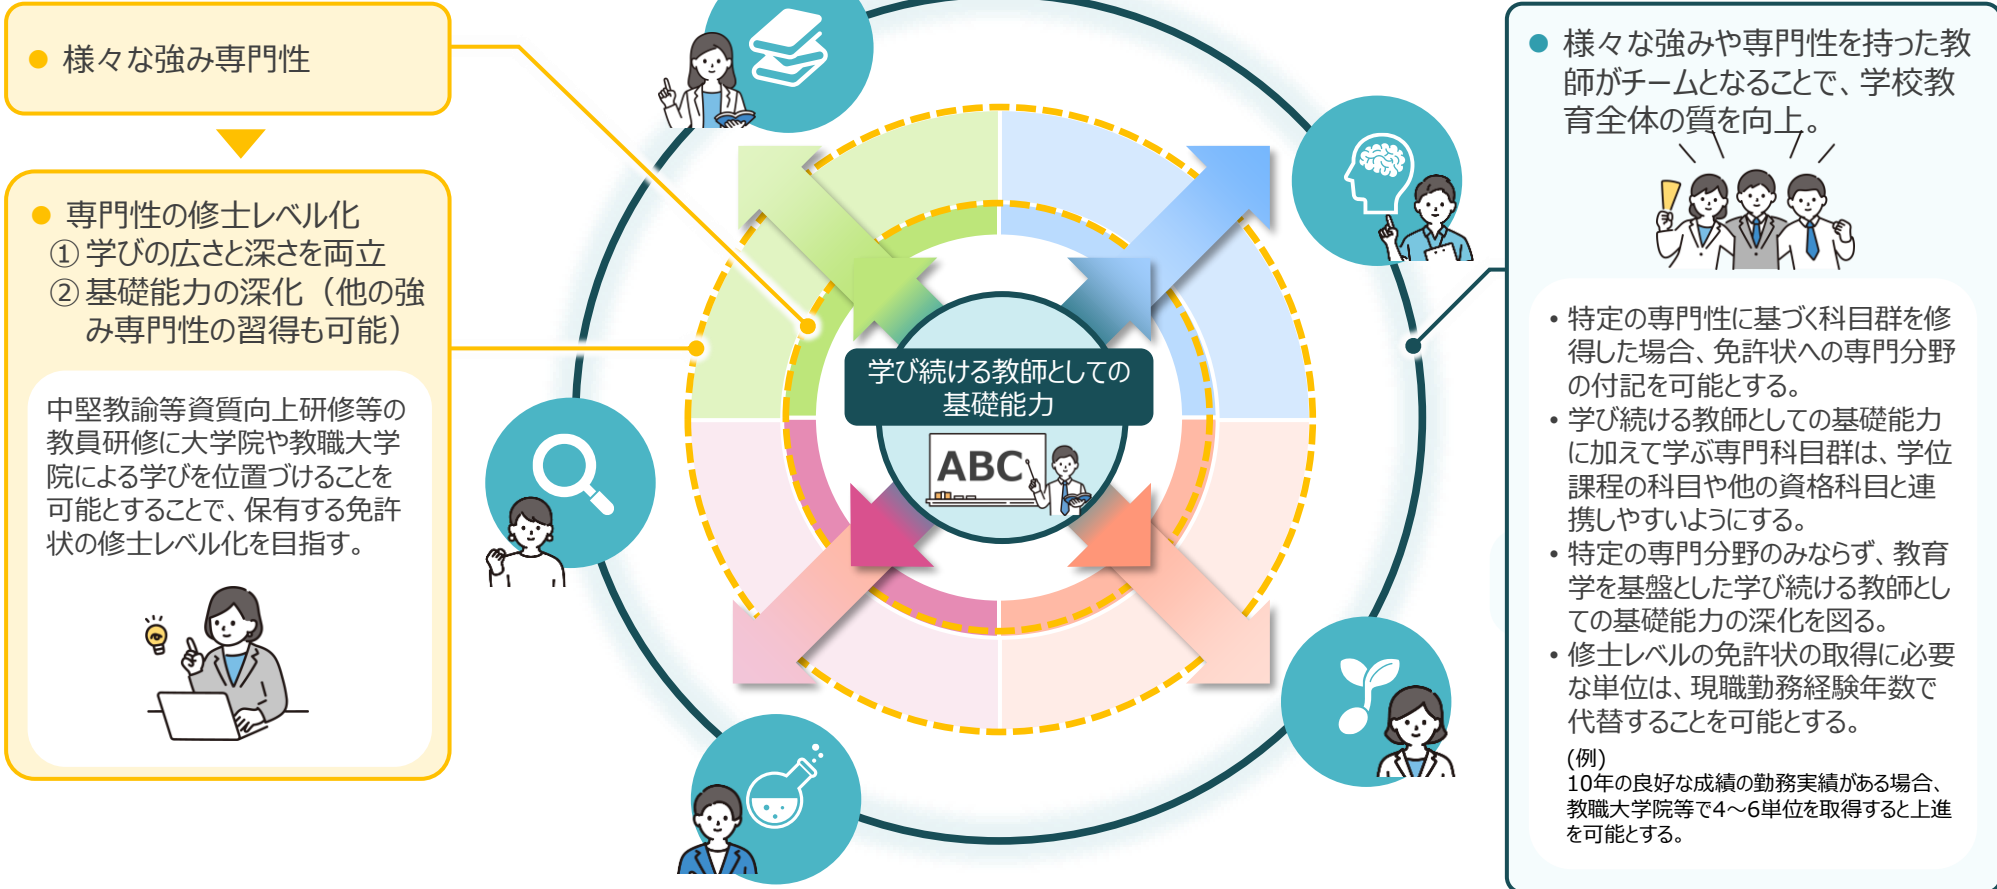 様々な強み専門性
専門性の修士レベル化
① 学びの広さと深さを両立
② 基礎能力の深化（他の強
み専門性の習得も可能）
中堅教諭等資質向上研修等の
教員研修に大学院や教職大学
院による学びを位置づけることを
可能とすることで、保有する免許
状の修士レベル化を目指す。
学び続ける教師としての
基礎能力
ABC
様々な強みや専門性を持った教
師がチームとなることで、学校教
育全体の質を向上。
・特定の専門性に基づく科目群を修
得した場合、免許状への専門分野
の付記を可能とする。
・学び続ける教師としての基礎能力
に加えて学ぶ専門科目群は、学位
課程の科目や他の資格科目と連
携しやすいようにする。
・特定の専門分野のみならず、教育
学を基盤とした学び続ける教師とし
ての基礎能力の深化を図る。
・修士レベルの免許状の取得に必要
な単位は、現職勤務経験年数で
代替することを可能とする。
(例)
10年の良好な成績の勤務実績がある場合、
教職大学院等で4～6単位を取得すると上進
を可能とする。